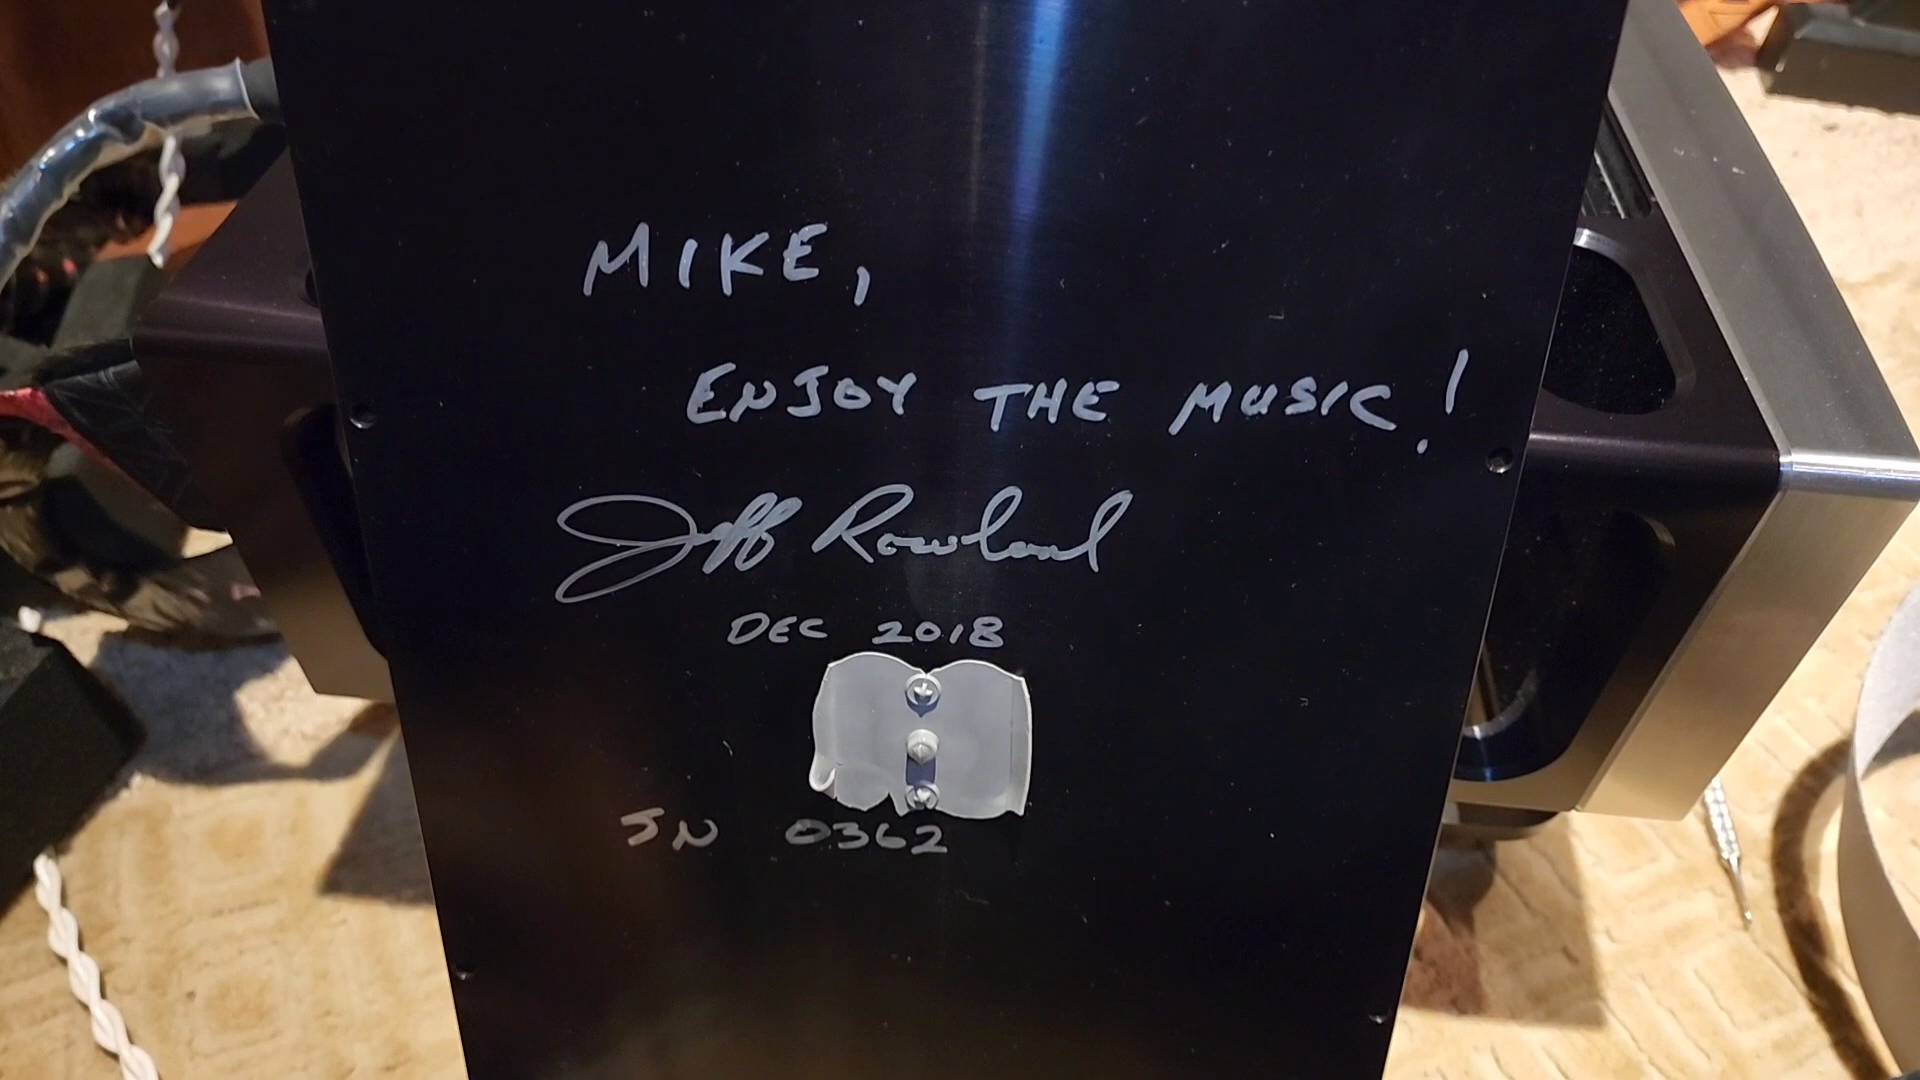 MIKE,
ENJOY THE MUSIC!
Jeff Rowland
DEC 2018
SN 0362